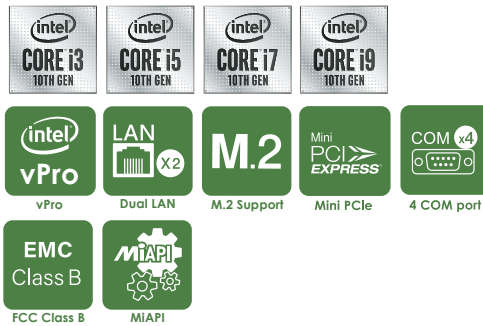 intel
CORE i3
10TH GEN
intel
CORE i5
10TH GEN
intel
CORE i7
10TH GEN
intel
CORE i9
10TH GEN
intel
vPro
vPro
LAN
X2
Dual LAN
M.2
M.2 Support
Mini
PCI
EXPRESS
Mini PCIe
COM x4
4 COM port
EMC
Class B
FCC Class B
MiAPI
MiAPI